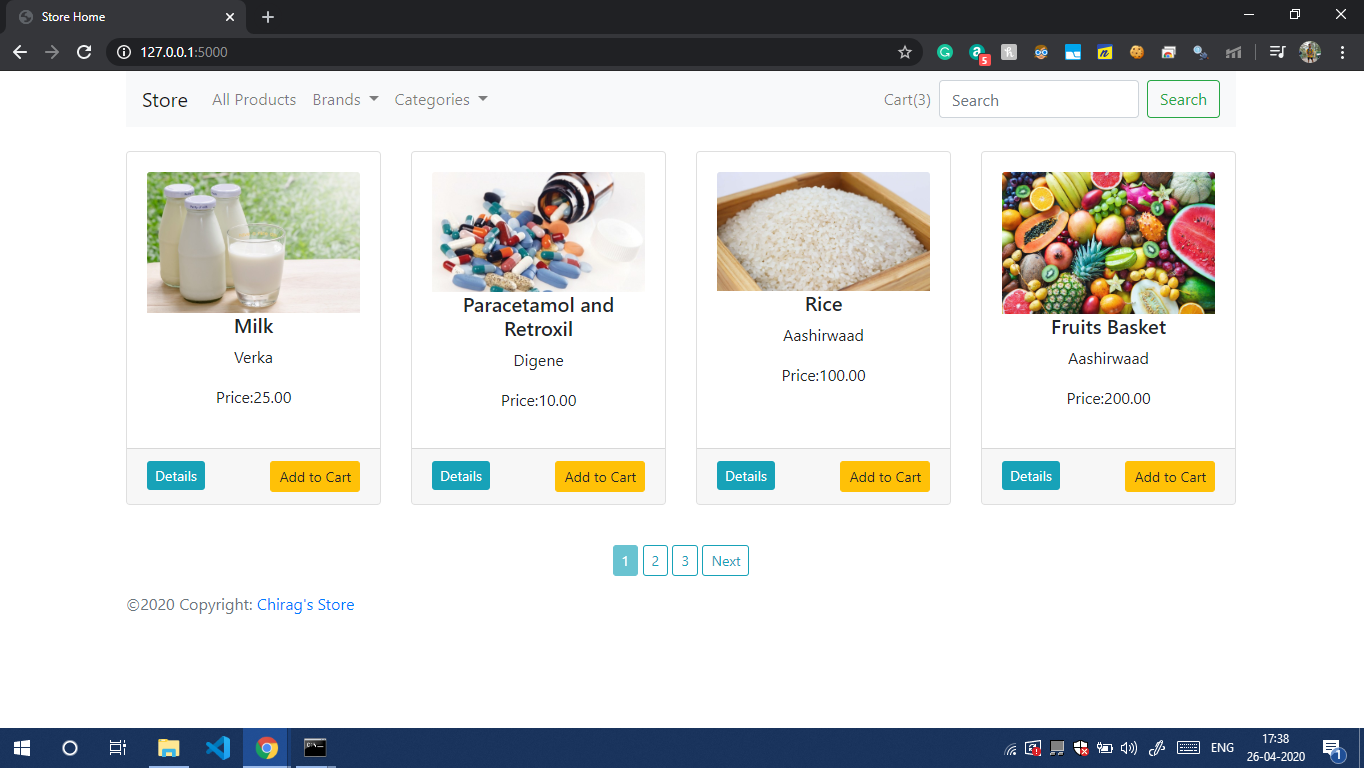 Store Home
127.0.0.1:5000
5
Store All Products Brands Categories Cart(3) Search Search
Milk
Verka
Price:25.00
Details Add to Cart
Paracetamol and
Retroxil
Digene
Price:10.00
Details Add to Cart
Rice
Aashirwaad
Price:100.00
Details Add to Cart
Fruits Basket
Aashirwaad
Price:200.00
Details Add to Cart
1 2 3 Next
©2020 Copyright: Chirag's Store
ENG
17:38
26-04-2020
1